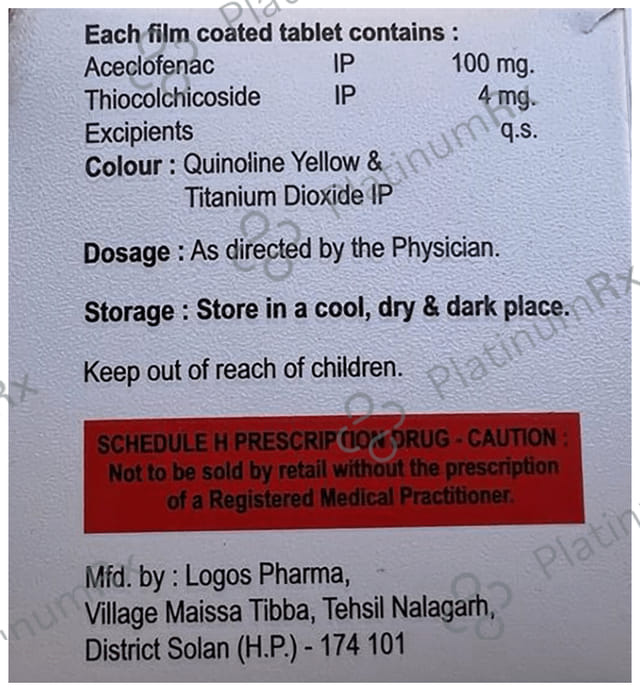 Each film coated tablet contains :
Aceclofenac IP 100 mg.
Thiocolchicoside IP 4 mg.
Excipients q.s.
Colour : Quinoline Yellow &
Titanium Dioxide IP
Dosage : As directed by the Physician.
Storage : Store in a cool, dry & dark place.
Keep out of reach of children.
SCHEDULE H PRESCRIPTION DRUG - CAUTION :
Not to be sold by retail without the prescription
of a Registered Medical Practitioner.
Mfd. by : Logos Pharma,
Village Maissa Tibba, Tehsil Nalagarh,
District Solan (H.P.) - 174 101
PlatinumRx
PlatinumRx